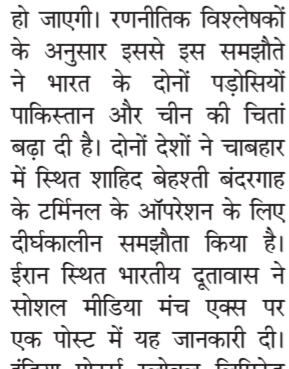 हो जाएगी। रणनीतिक विश्लेषकों
के अनुसार इससे इस समझौते
ने भारत के दोनों पड़ोसियों
पाकिस्तान और चीन की चितां
बढ़ा दी है। दोनों देशों ने चाबहार
में स्थित शाहिद बेहश्ती बंदरगाह
के टर्मिनल के ऑपरेशन के लिए
दीर्घकालीन समझौता किया है।
ईरान स्थित भारतीय दूतावास ने
सोशल मीडिया मंच एक्स पर
एक पोस्ट में यह जानकारी दी।